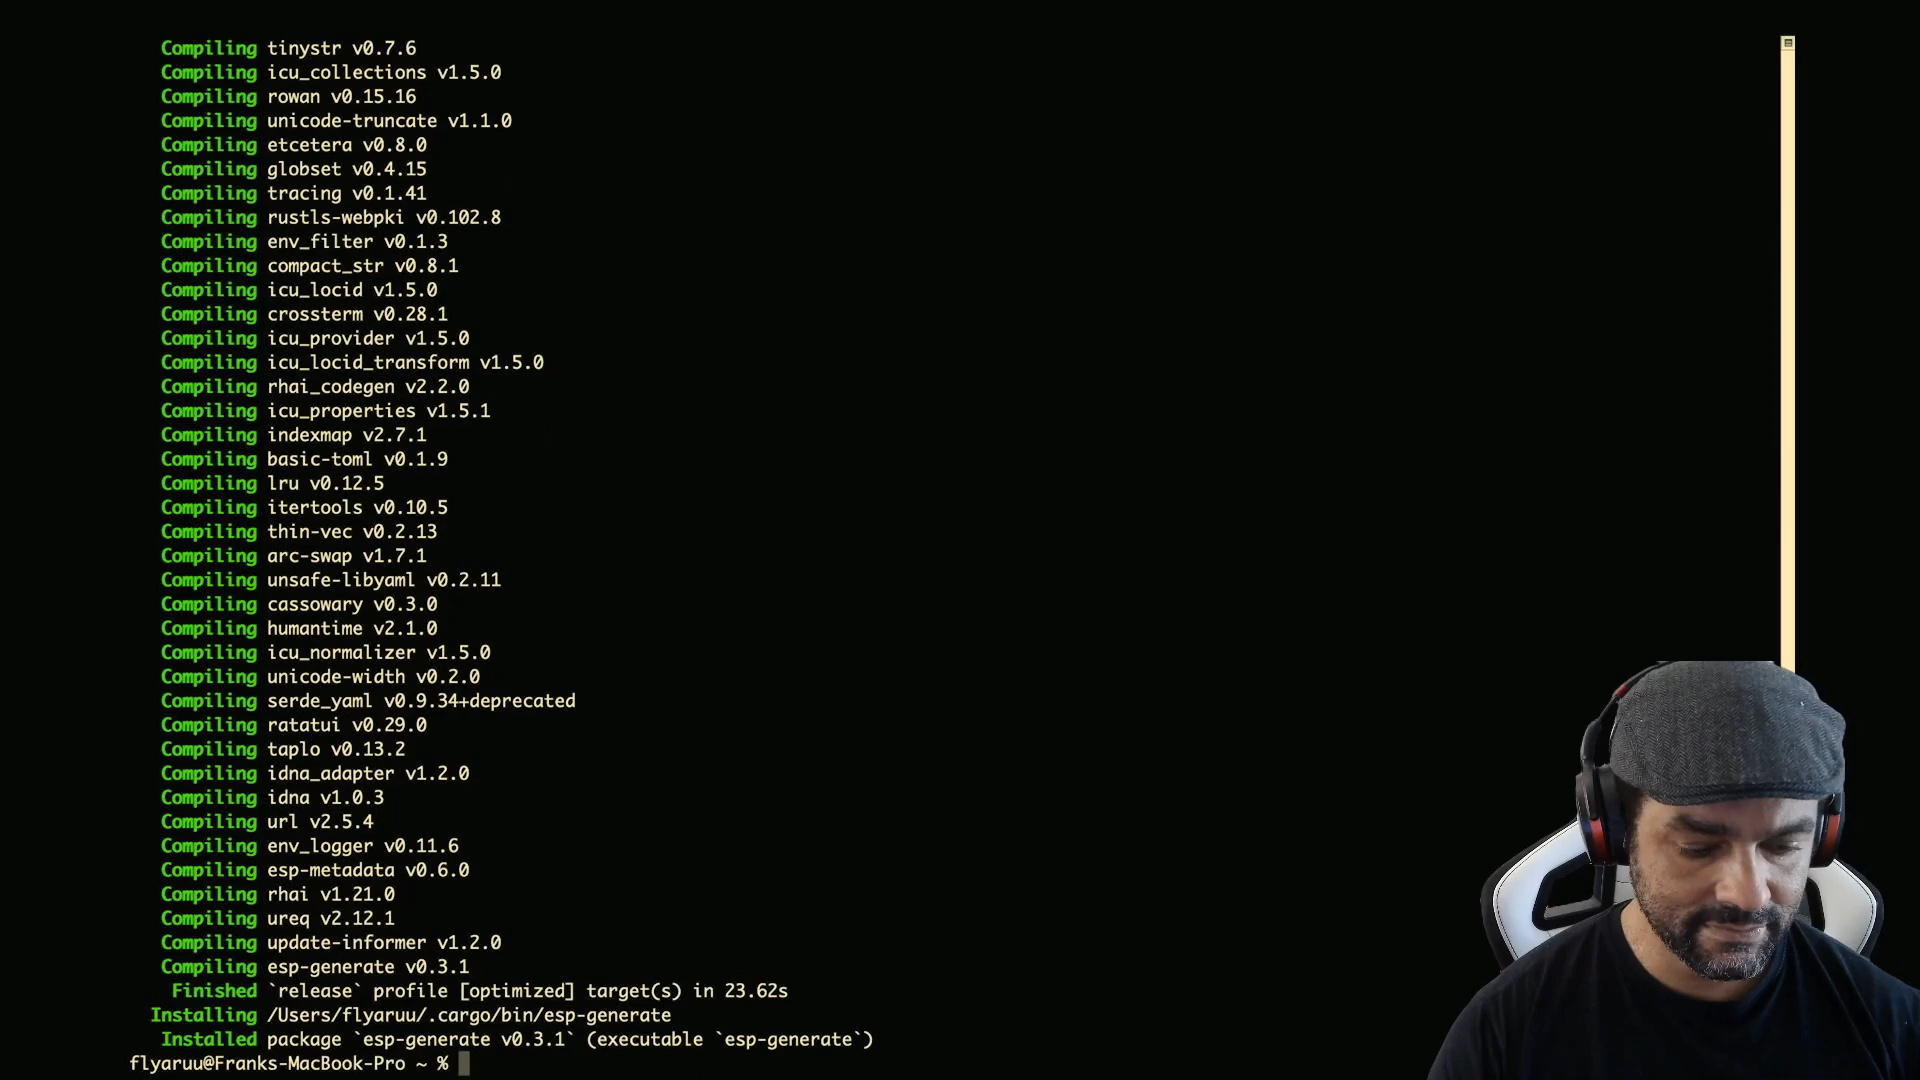 Compiling tinystr v0.7.6
Compiling icu_collections v1.5.0
Compiling rowan v0.15.16
Compiling unicode-truncate v1.1.0
Compiling etcetera v0.8.0
Compiling globset v0.4.15
Compiling tracing v0.1.41
Compiling rustls-webpki v0.102.8
Compiling env_filter v0.1.3
Compiling compact_str v0.8.1
Compiling icu_locid v1.5.0
Compiling crossterm v0.28.1
Compiling icu_provider v1.5.0
Compiling icu_locid_transform v1.5.0
Compiling rhai_codegen v2.2.0
Compiling icu_properties v1.5.1
Compiling indexmap v2.7.1
Compiling basic-toml v0.1.9
Compiling lru v0.12.5
Compiling itertools v0.10.5
Compiling thin-vec v0.2.13
Compiling arc-swap v1.7.1
Compiling unsafe-libyaml v0.2.11
Compiling cassowary v0.3.0
Compiling humantime v2.1.0
Compiling icu_normalizer v1.5.0
Compiling unicode-width v0.2.0
Compiling serde_yaml v0.9.34+deprecated
Compiling ratatui v0.29.0
Compiling taplo v0.13.2
Compiling idna_adapter v1.2.0
Compiling idna v1.0.3
Compiling url v2.5.4
Compiling env_logger v0.11.6
Compiling esp-metadata v0.6.0
Compiling rhai v1.21.0
Compiling ureq v2.12.1
Compiling update-informer v1.2.0
Compiling esp-generate v0.3.1
Finished `release` profile [optimized] target(s) in 23.62s
Installing /Users/flyaruu/.cargo/bin/esp-generate
Installed package `esp-generate v0.3.1` (executable `esp-generate`)
flyaruu@Franks-MacBook-Pro ~ %